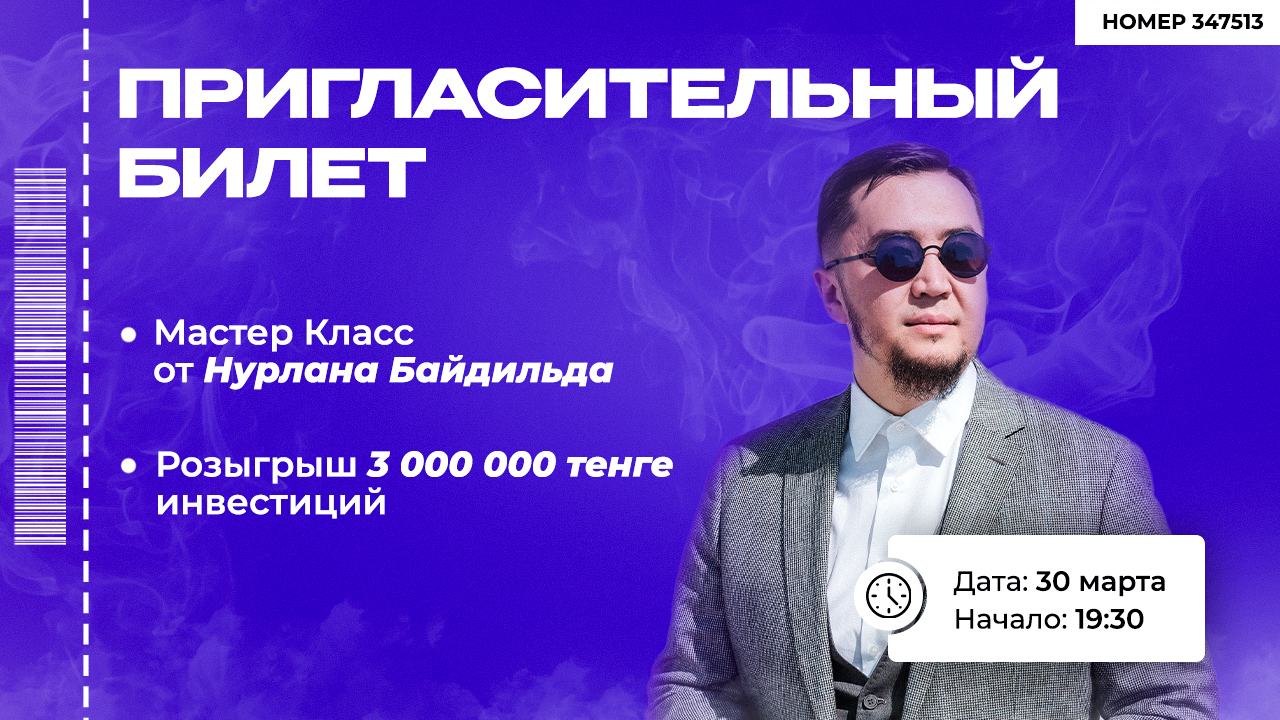 НОМЕР 347513
ПРИГЛАСИТЕЛЬНЫЙ
БИЛЕТ
Мастер Класс
от Нурлана Байдильда
Розыгрыш 3 000 000 тенге
инвестиций
Дата: 30 марта
Начало: 19:30